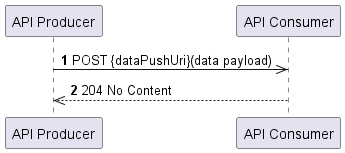 API Producer API Consumer
1 POST {dataPushUri}(data payload)
2 204 No Content
API Producer API Consumer